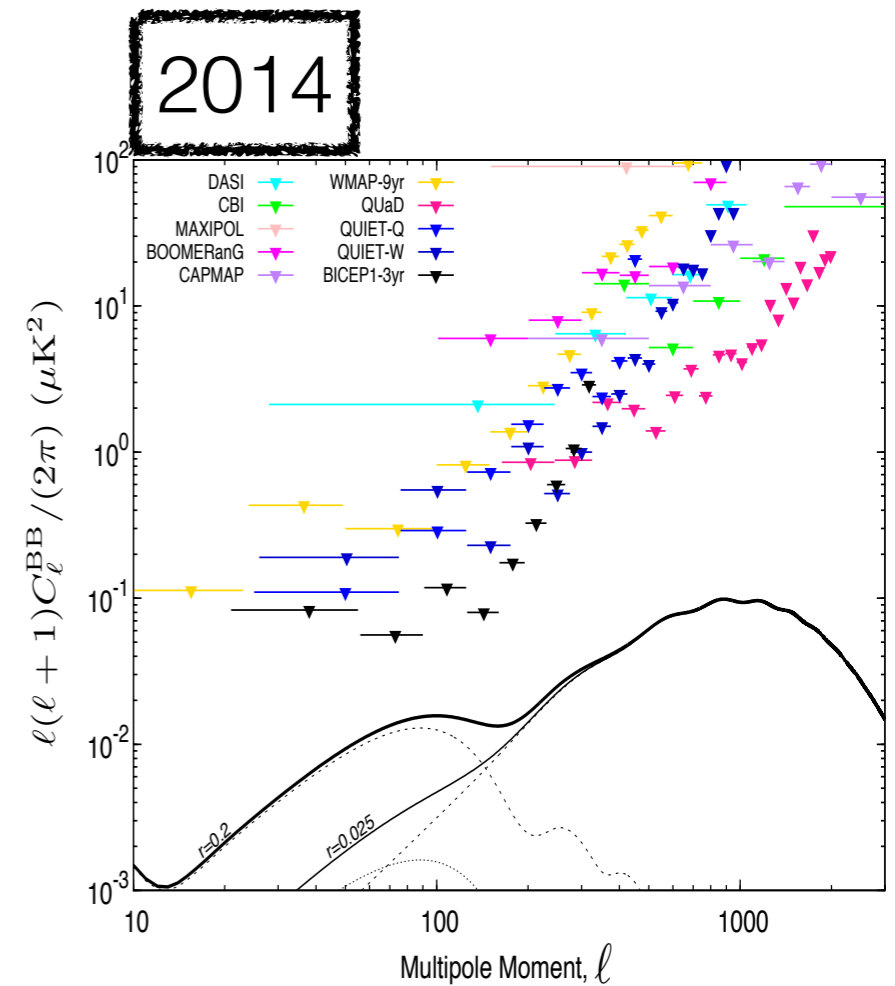 2014
DASI
CBI
MAXIPOL
BOOMERanG
CAPMAP
WMAP-9yr
QUaD
QUIET-Q
QUIET-W
BICEP1-3yr
10²
10¹
10⁰
10⁻¹
10⁻²
10⁻³
ℓ(ℓ + 1)C_ℓ^BB/(2π) (μK²)
r=0.2
r=0.025
10 100 1000
Multipole Moment, ℓ